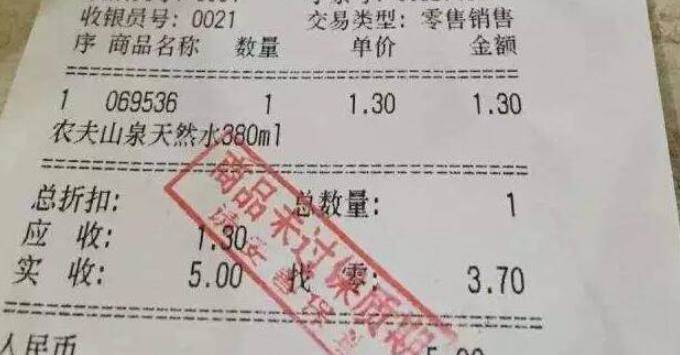 收银员号: 0021 交易类型: 零售销售
序 商品名称 数量 单价 金额
1 069536 1 1.30 1.30
农夫山泉天然水380ml
总折扣: 总数量: 1
应 收: 1.30
实 收: 5.00 找 零: 3.70
人民币
商品未过保质期